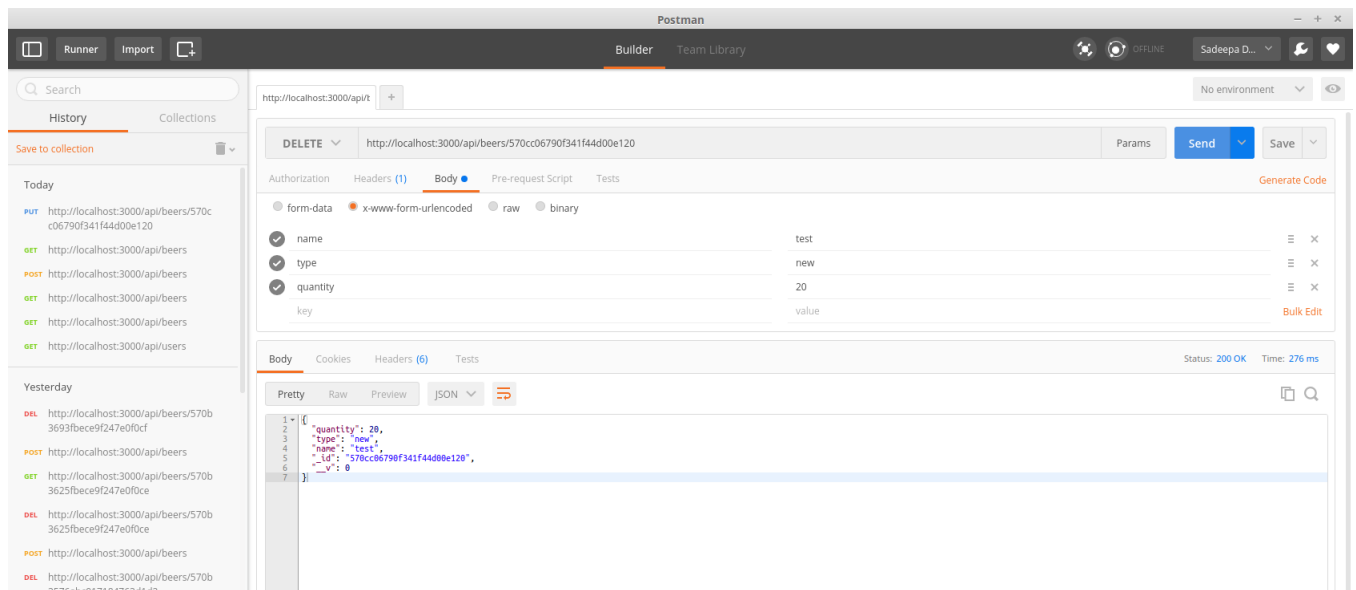 Postman
Runner Import Builder Team Library OFFLINE Sadeepa D...
Search
History Collections
Save to collection
Today
PUT http://localhost:3000/api/beers/570c
c06790f341f44d00e120
GET http://localhost:3000/api/beers
POST http://localhost:3000/api/beers
GET http://localhost:3000/api/beers
GET http://localhost:3000/api/beers
GET http://localhost:3000/api/users
Yesterday
DEL http://localhost:3000/api/beers/570b
3693fbece9f247e0f0cf
POST http://localhost:3000/api/beers
GET http://localhost:3000/api/beers/570b
3625fbece9f247e0f0ce
DEL http://localhost:3000/api/beers/570b
3625fbece9f247e0f0ce
POST http://localhost:3000/api/beers
DEL http://localhost:3000/api/beers/570b
http://localhost:3000/api/t +
No environment
DELETE http://localhost:3000/api/beers/570cc06790f341f44d00e120 Params Send Save
Authorization Headers (1) Body Pre-request Script Tests Generate Code
form-data x-www-form-urlencoded raw binary
name test
type new
quantity 20
key value Bulk Edit
Body Cookies Headers (6) Tests Status: 200 OK Time: 276 ms
Pretty Raw Preview JSON
1 {
2 "quantity": 20,
3 "type": "new",
4 "name": "test",
5 "_id": "570cc06790f341f44d00e120",
6 "__v": 0
7 }